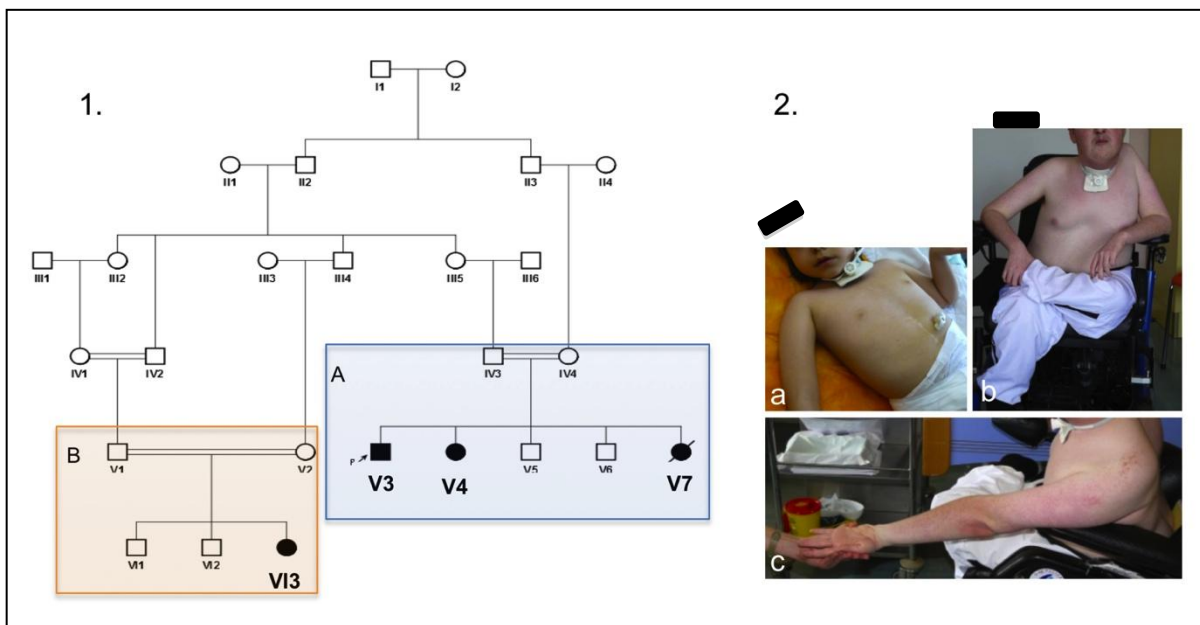 1.
2.
I1 I2
II1 II2 II3 II4
III1 III2 III3 III4 III5 III6
IV1 IV2 IV3 IV4
A
B
V1 V2
P V3 V4 V5 V6 V7
VI1 VI2 VI3
a
b
c